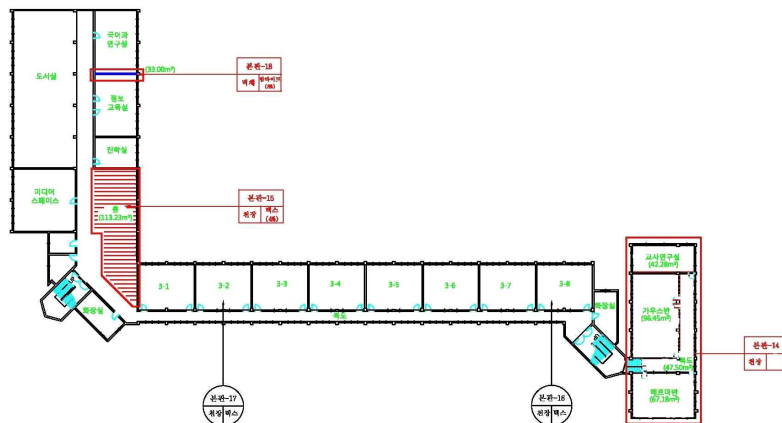 국어과
연구실
본관-18
벽체
(33.00m²)
도서실
정보
교육실
진학실
미디어
스페이스
홀
(113.23m²)
본관-15
천장 텍스
3-1
3-2
3-3
3-4
3-5
3-6
3-7
3-8
화장실
화장실
복도
교사연구실
(42.28m²)
가우스반
(96.45m²)
복도
(47.50m²)
페르마반
(67.18m²)
본관-14
천장
본관-17
천장 텍스
본관-16
천장 텍스